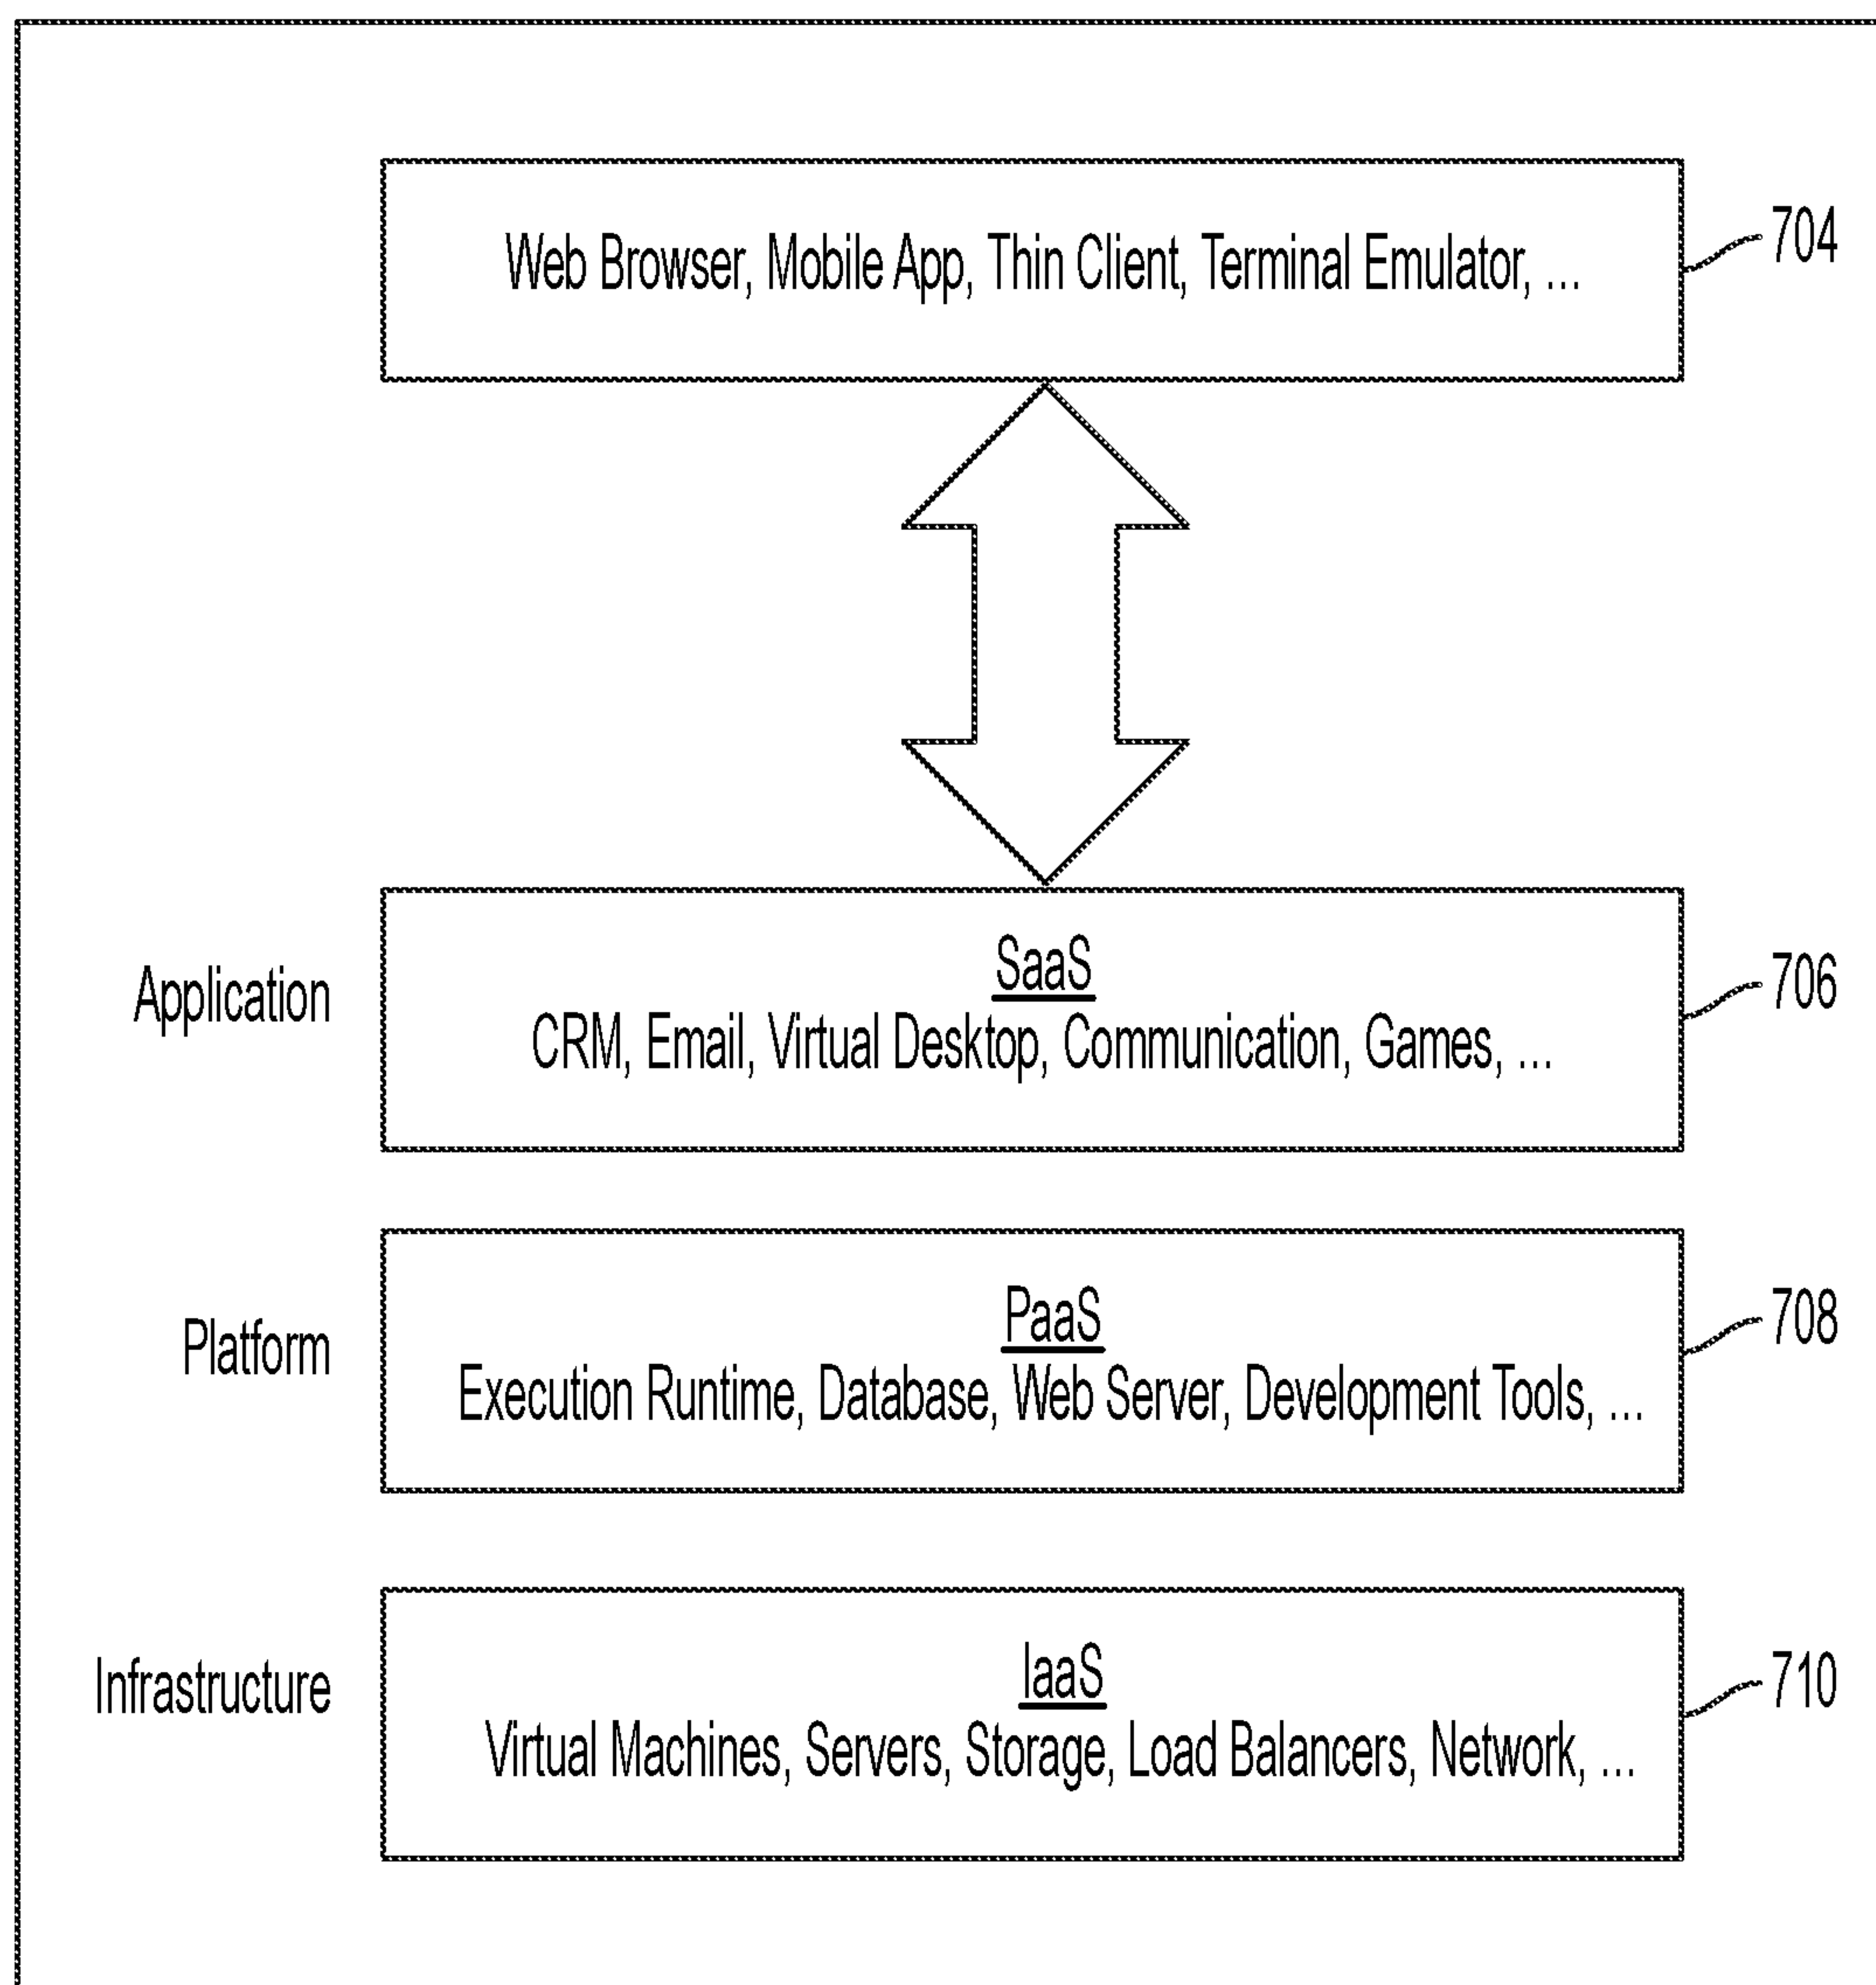 Web Browser, Mobile App, Thin Client, Terminal Emulator, ...
704
Application
SaaS
CRM, Email, Virtual Desktop, Communication, Games, ...
706
Platform
PaaS
Execution Runtime, Database, Web Server, Development Tools, ...
708
Infrastructure
IaaS
Virtual Machines, Servers, Storage, Load Balancers, Network, ...
710